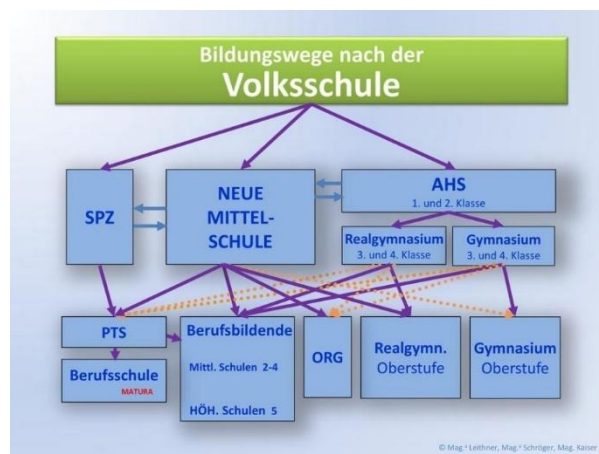 Bildungswege nach der
Volksschule
SPZ
NEUE
MITTEL-
SCHULE
AHS
1. und 2. Klasse
Realgymnasium
3. und 4. Klasse
Gymnasium
3. und 4. Klasse
PTS
Berufsschule
MATURA
Berufsbildende
Mittl. Schulen 2-4
HÖH. Schulen 5
ORG
Realgymn.
Oberstufe
Gymnasium
Oberstufe
© Mag.ª Leithner, Mag.ª Schröger, Mag. Kaiser